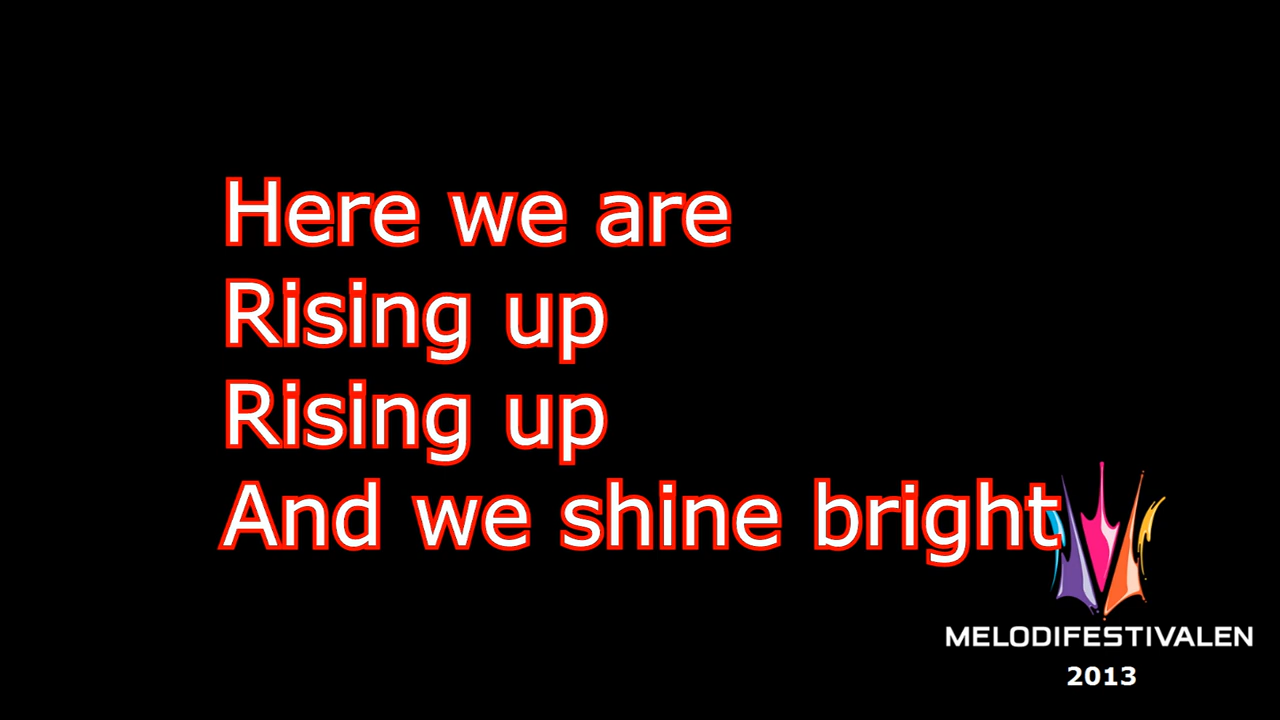 Here we are
Rising up
Rising up
And we shine bright
MELODIFESTIVALEN
2013